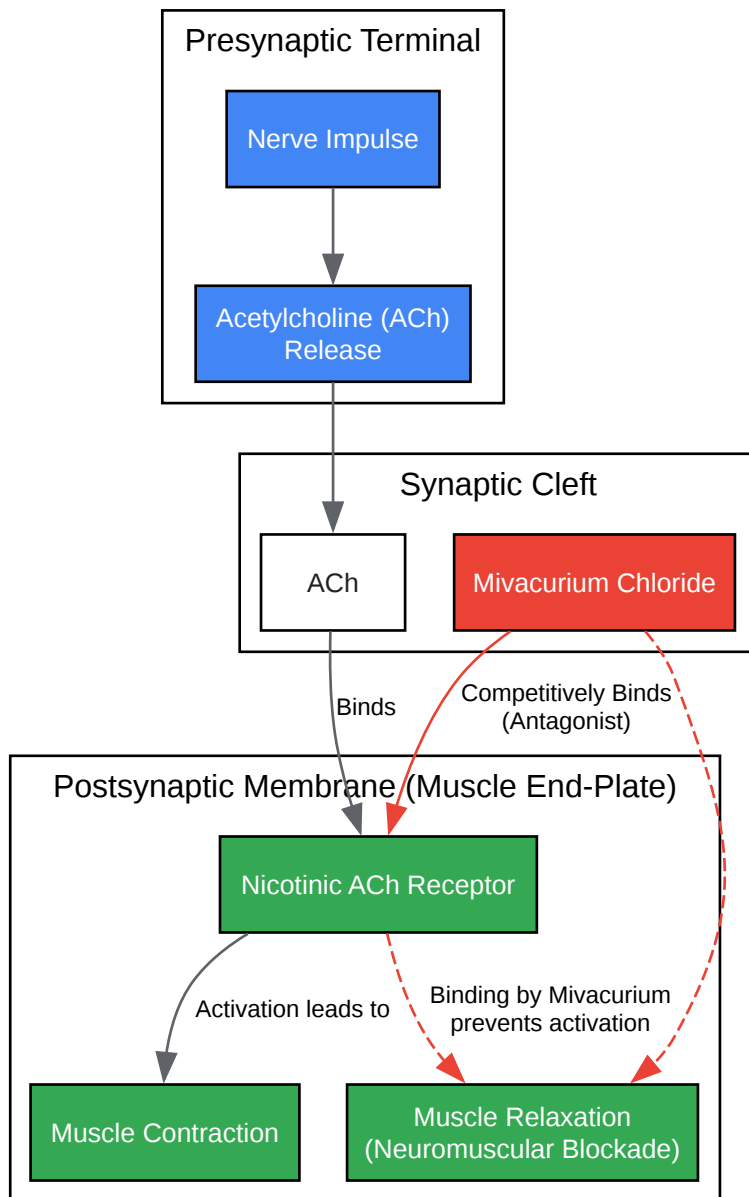 Presynaptic Terminal
Nerve Impulse
Acetylcholine (ACh)
Release
Synaptic Cleft
ACh
Mivacurium Chloride
Binds
Competitively Binds
(Antagonist)
Postsynaptic Membrane (Muscle End-Plate)
Nicotinic ACh Receptor
Activation leads to
Binding by Mivacurium
prevents activation
Muscle Contraction
Muscle Relaxation
(Neuromuscular Blockade)